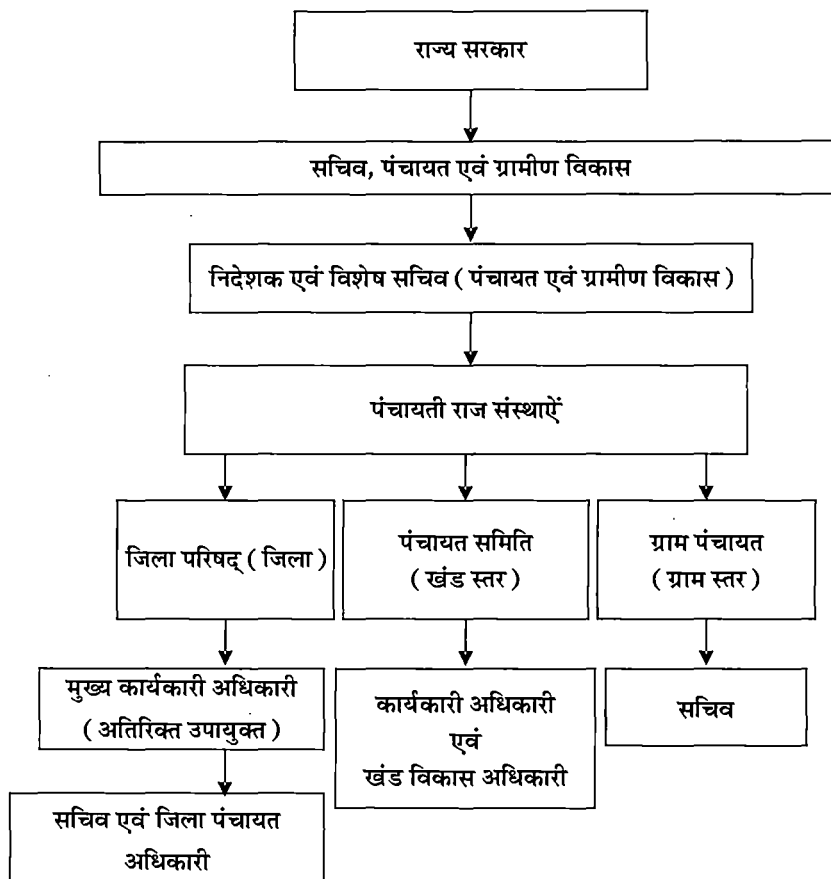 राज्य सरकार
सचिव, पंचायत एवं ग्रामीण विकास
निदेशक एवं विशेष सचिव ( पंचायत एवं ग्रामीण विकास )
पंचायती राज संस्थाऐं
जिला परिषद् ( जिला )
पंचायत समिति
( खंड स्तर )
ग्राम पंचायत
( ग्राम स्तर )
मुख्य कार्यकारी अधिकारी
( अतिरिक्त उपायुक्त )
कार्यकारी अधिकारी
एवं
खंड विकास अधिकारी
सचिव
सचिव एवं जिला पंचायत
अधिकारी